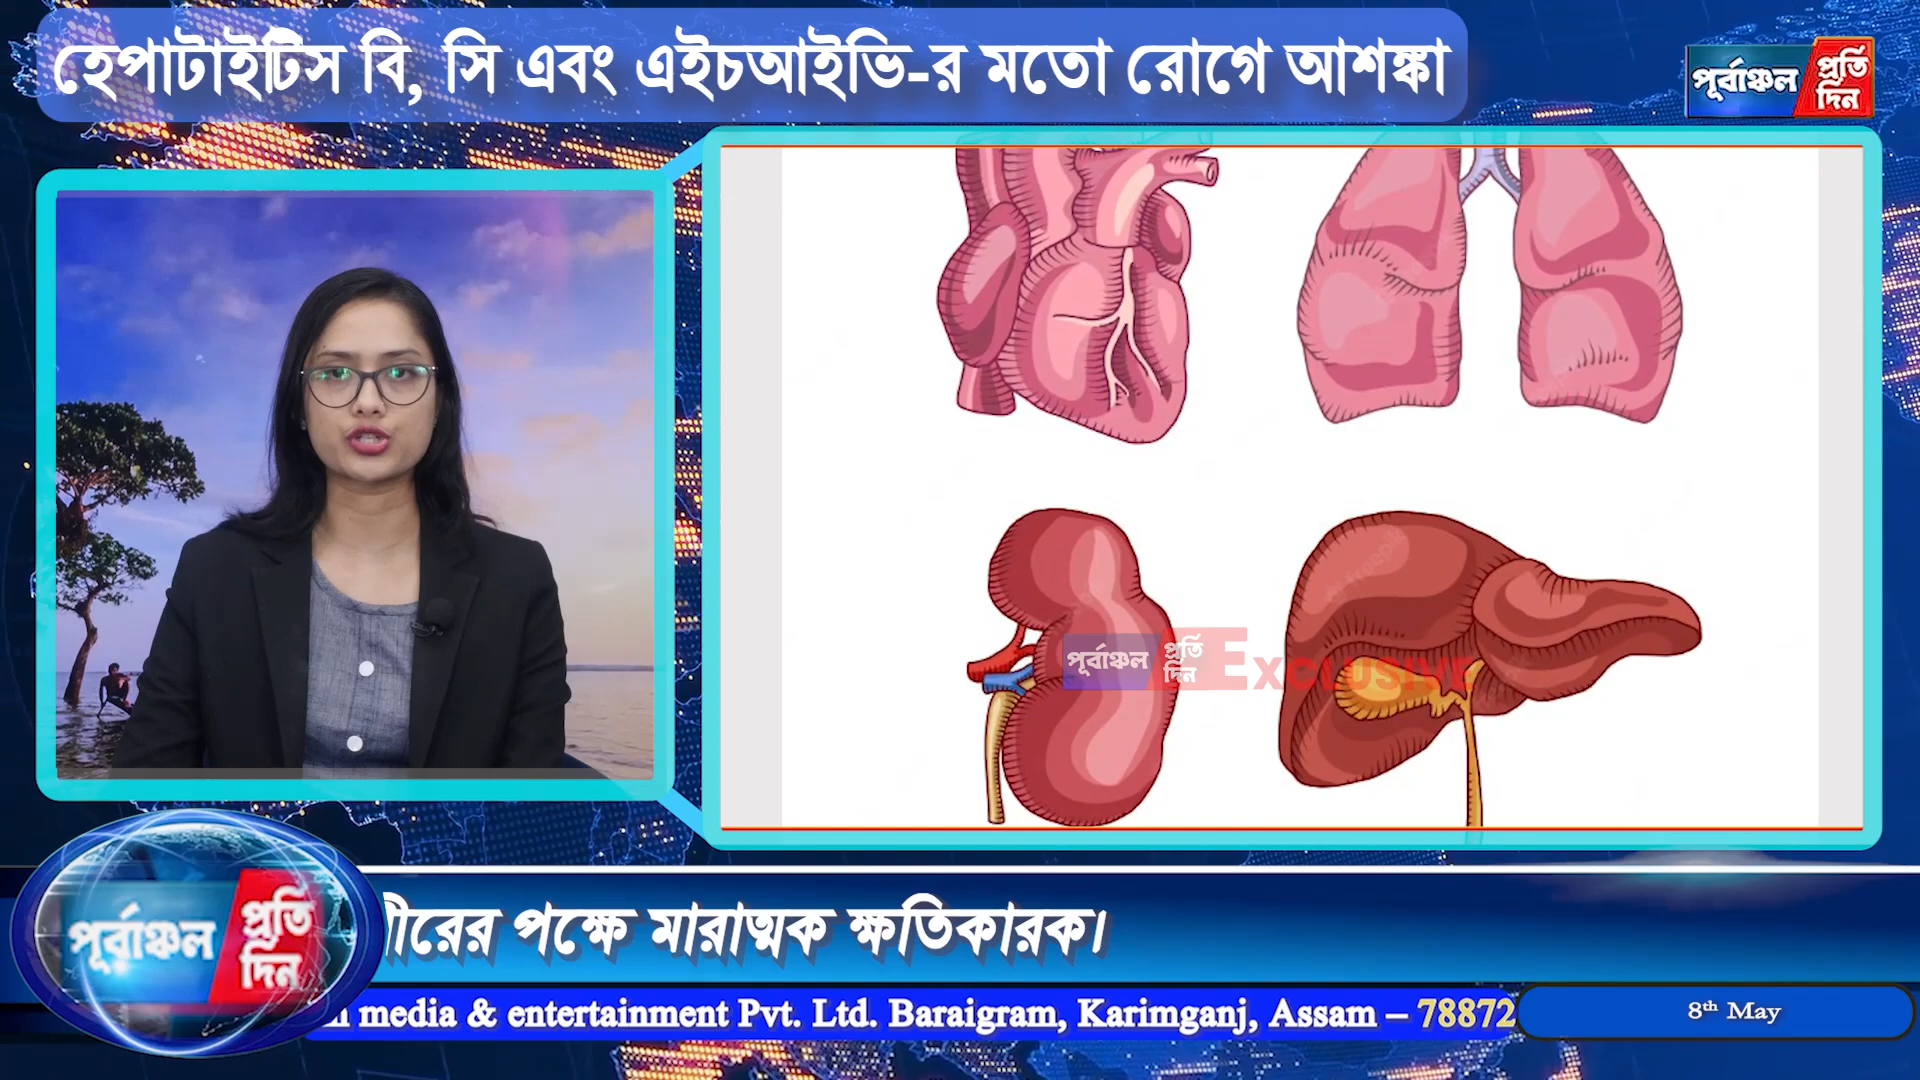 হেপাটাইটিস বি, সি এবং এইচআইভি-র মতো রোগে আশঙ্কা
পূর্বাঞ্চল প্রতি দিন
পূর্বাঞ্চল প্রতি দিন Exclusive
পূর্বাঞ্চল প্রতি দিন
পক্ষে মারাত্মক ক্ষতিকারক।
media & entertainment Pvt. Ltd. Baraigram, Karimganj, Assam – 78872
8th May